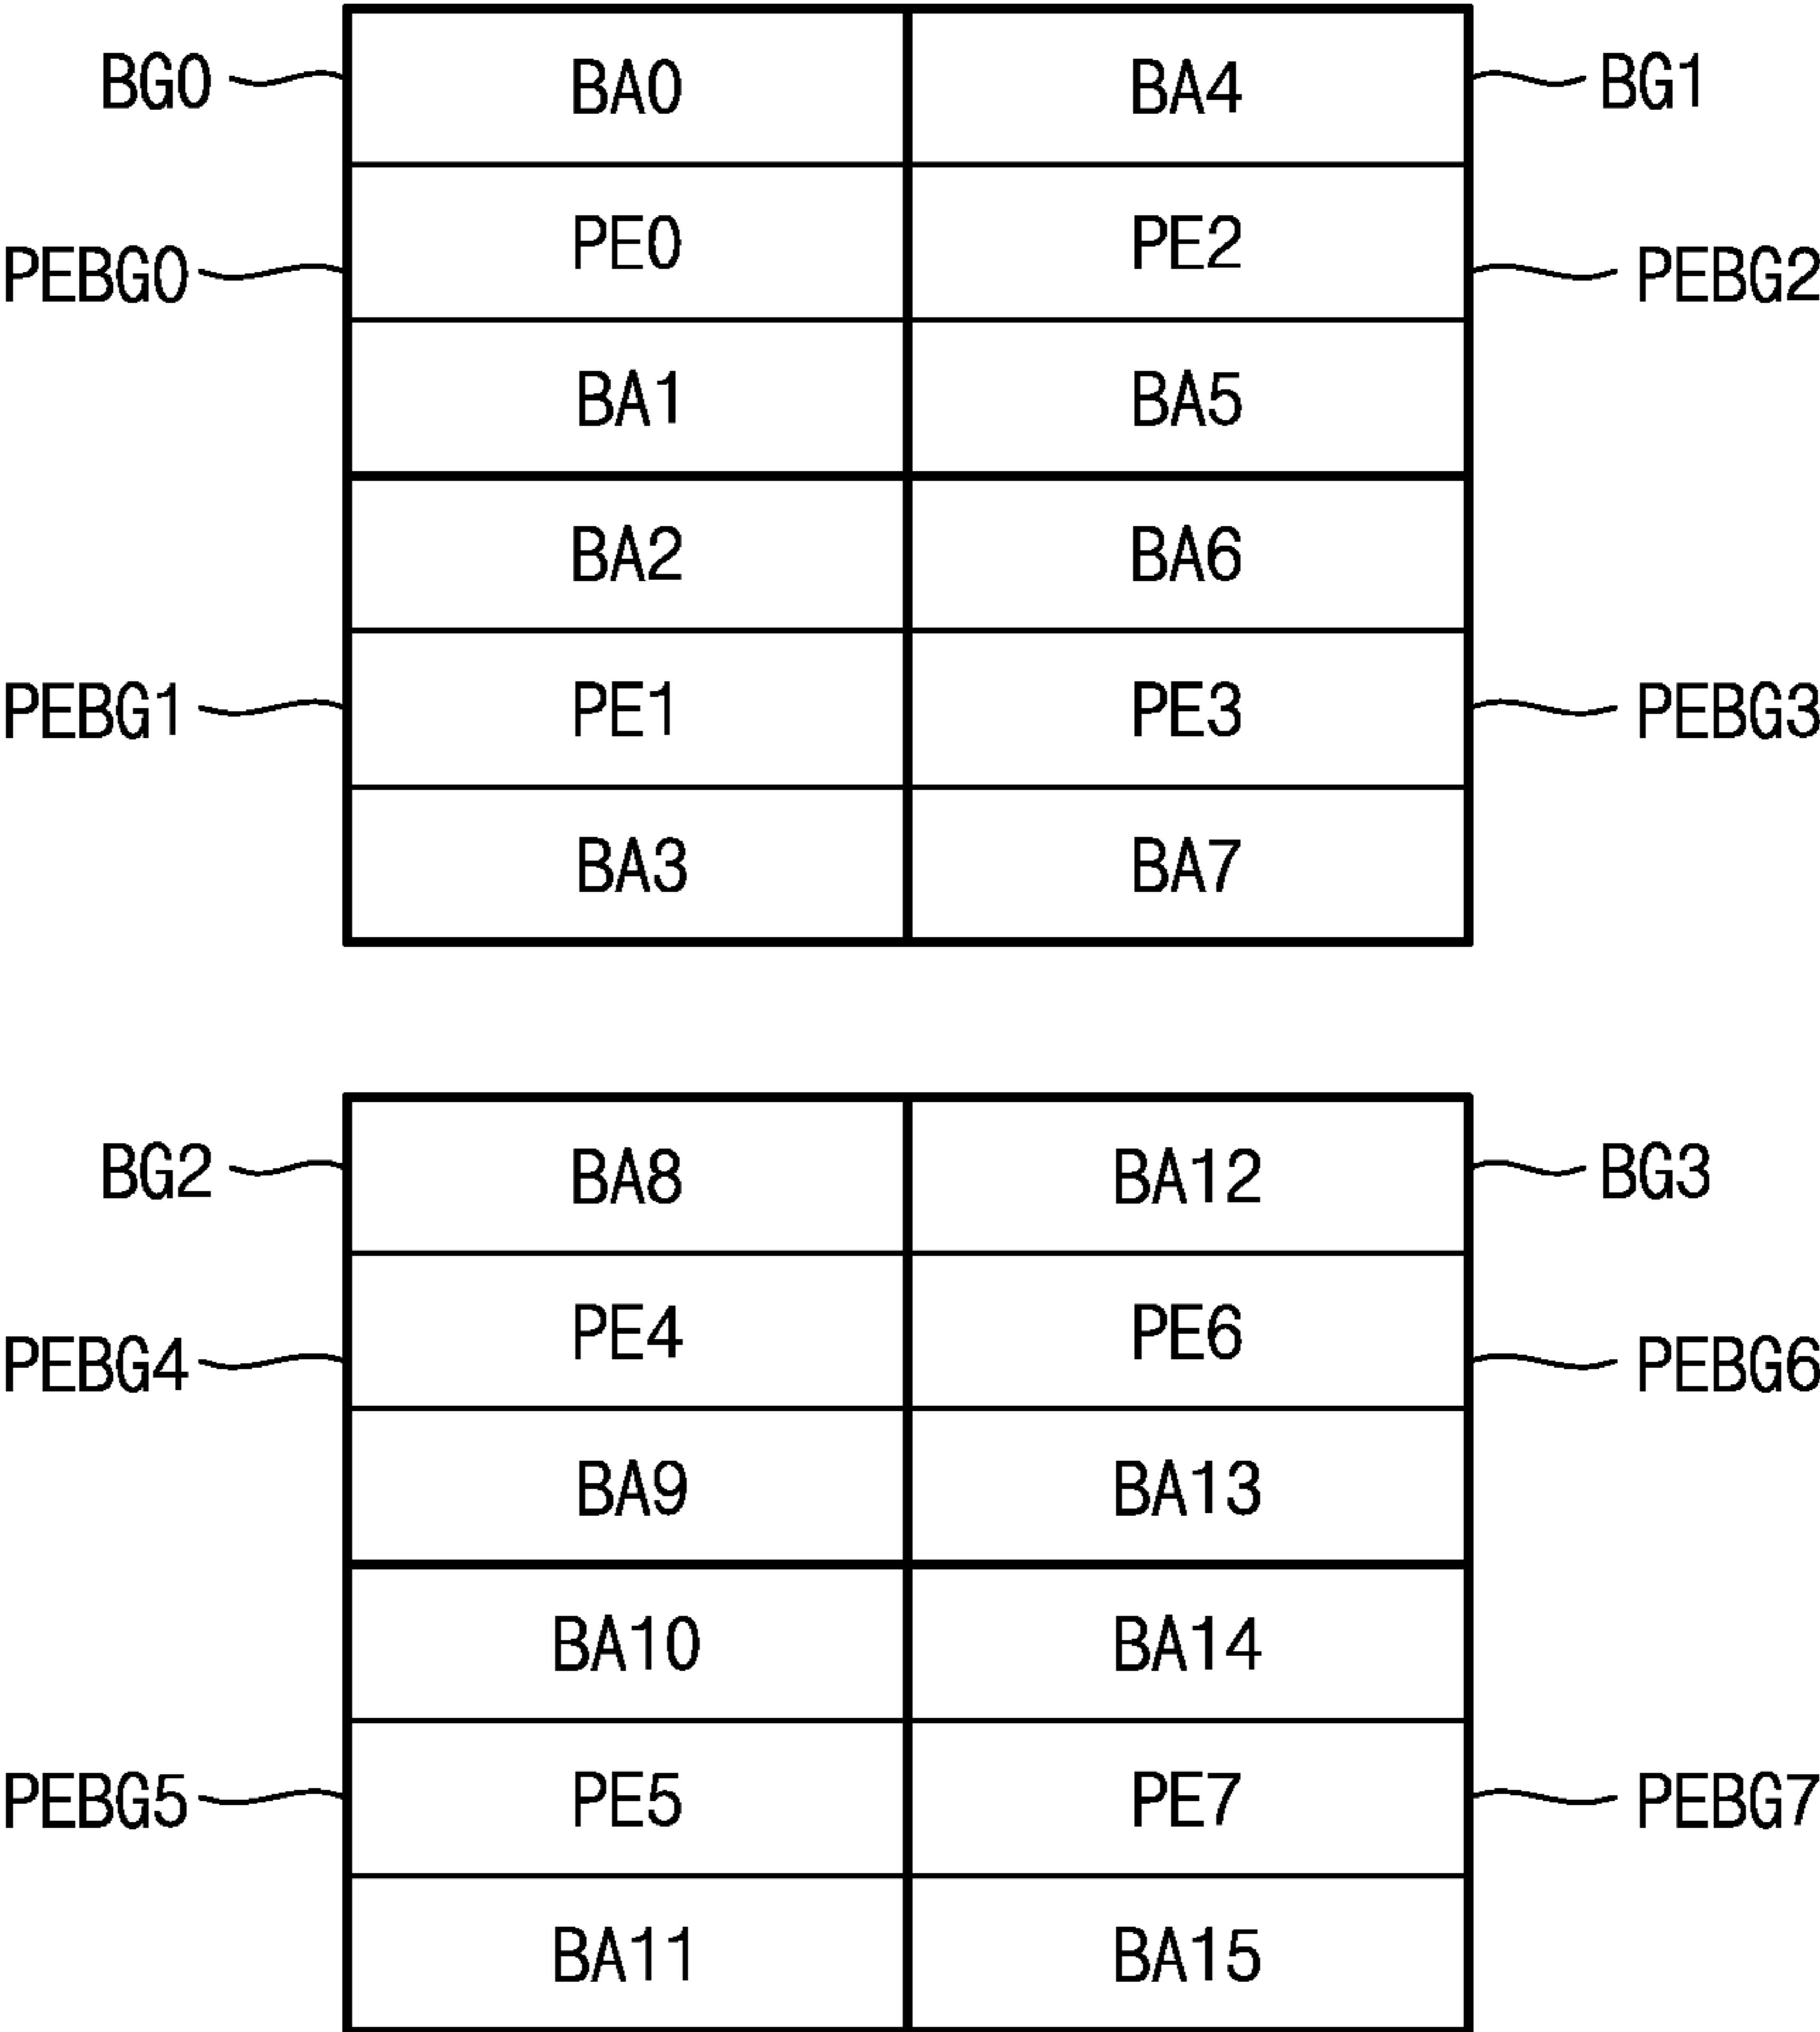 BG0 BA0 BA4 BG1
PE0 PE2
PEBG0 PEBG2
BA1 BA5
BA2 BA6
PEBG1 PE1 PE3 PEBG3
BA3 BA7
BG2 BA8 BA12 BG3
PE4 PE6
PEBG4 PEBG6
BA9 BA13
BA10 BA14
PEBG5 PE5 PE7 PEBG7
BA11 BA15